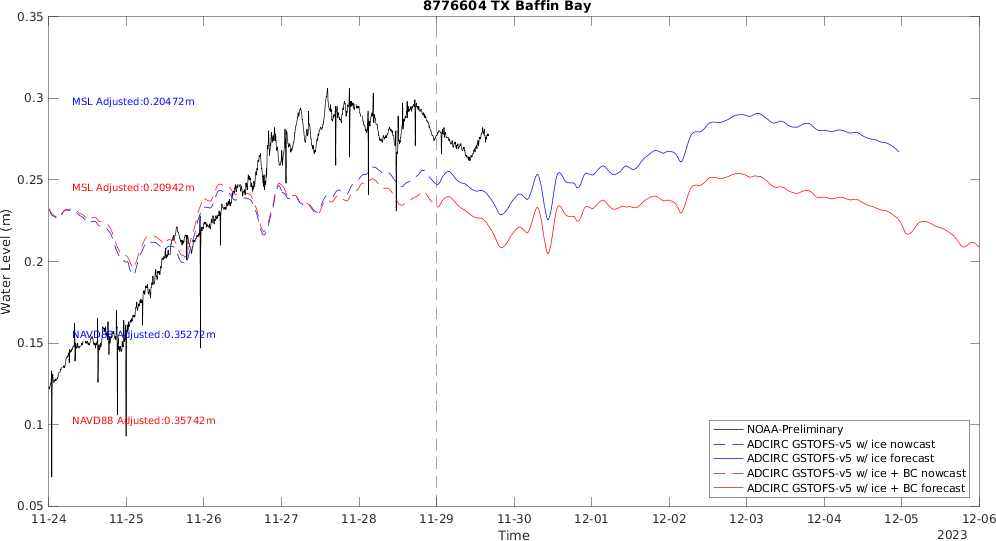 8776604 TX Baffin Bay
0.35
0.3
0.25
0.2
0.15
0.1
0.05
Water Level (m)
MSL Adjusted:0.20472m
MSL Adjusted:0.20942m
NAVD88 Adjusted:0.35272m
NAVD88 Adjusted:0.35742m
NOAA-Preliminary
ADCIRC GSTOFS-v5 w/ ice nowcast
ADCIRC GSTOFS-v5 w/ ice forecast
ADCIRC GSTOFS-v5 w/ ice + BC nowcast
ADCIRC GSTOFS-v5 w/ ice + BC forecast
11-24 11-25 11-26 11-27 11-28 11-29 11-30 12-01 12-02 12-03 12-04 12-05 12-06
Time
2023